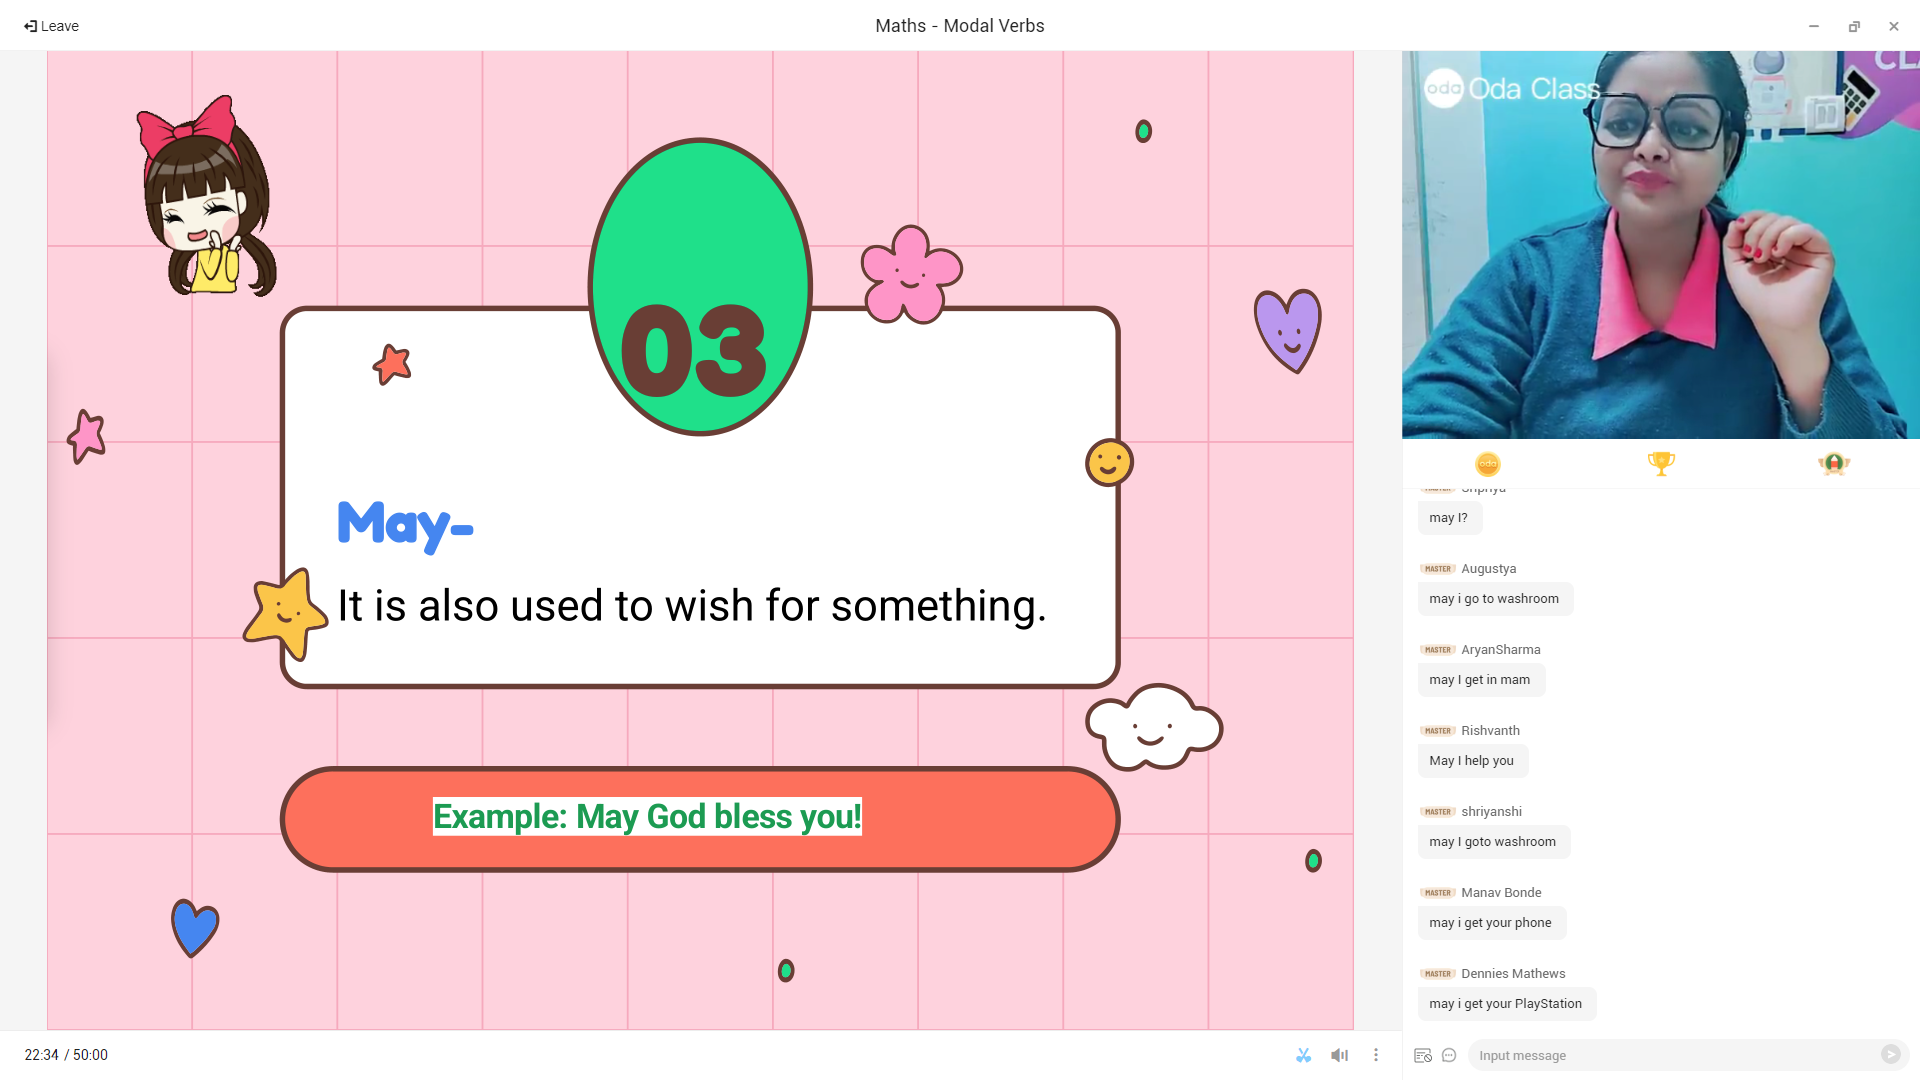 Leave
Maths - Modal Verbs
oda Oda Class
CL
03
May-
It is also used to wish for something.
Example: May God bless you!
oda
may I?
MASTER Augustya
may i go to washroom
MASTER AryanSharma
may I get in mam
MASTER Rishvanth
May I help you
MASTER shriyanshi
may I goto washroom
MASTER Manav Bonde
may i get your phone
MASTER Dennies Mathews
may i get your PlayStation
22:34 / 50:00
Input message